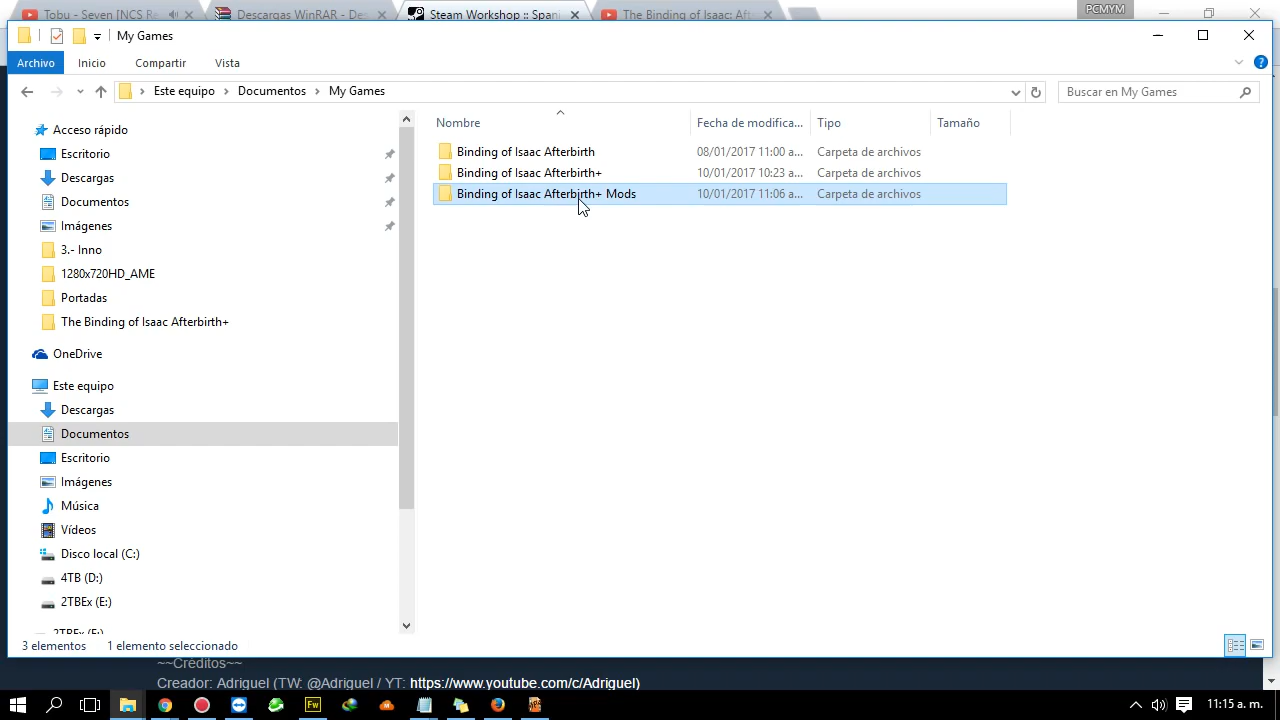 Tobu - Seven [NCS Re
Descargas WinRAR - Des
Steam Workshop :: Spani
The Binding of Isaac: Aft
PCMYM
My Games
Archivo
Inicio
Compartir
Vista
Este equipo
Documentos
My Games
Buscar en My Games
Nombre
Fecha de modifica...
Tipo
Tamaño
Binding of Isaac Afterbirth
08/01/2017 11:00 a...
Carpeta de archivos
Binding of Isaac Afterbirth+
10/01/2017 10:23 a...
Carpeta de archivos
Binding of Isaac Afterbirth+ Mods
10/01/2017 11:06 a...
Carpeta de archivos
Acceso rápido
Escritorio
Descargas
Documentos
Imágenes
3.- Inno
1280x720HD_AME
Portadas
The Binding of Isaac Afterbirth+
OneDrive
Este equipo
Descargas
Documentos
Escritorio
Imágenes
Música
Vídeos
Disco local (C:)
4TB (D:)
2TBEx (E:)
2TBEx (E:)
3 elementos
1 elemento seleccionado
~~Créditos~~
Creador: Adriguel (TW: @Adriguel / YT: https://www.youtube.com/c/Adriguel)
Fw
11:15 a. m.